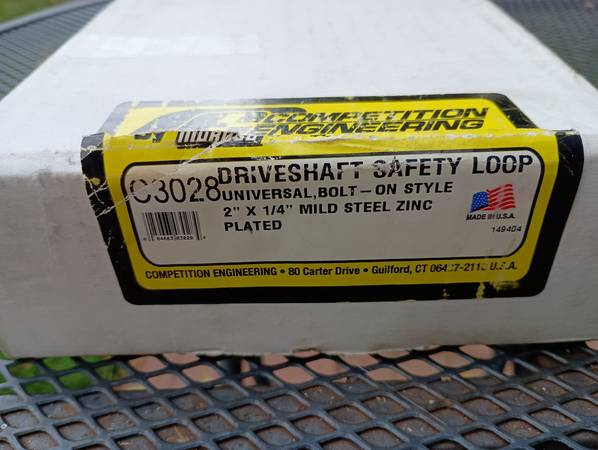 COMPETITION
ENGINEERING
C3028
DRIVESHAFT SAFETY LOOP
UNIVERSAL,BOLT-ON STYLE
2" X 1/4" MILD STEEL ZINC
PLATED
MADE IN U.S.A.
149404
COMPETITION ENGINEERING • 80 Carter Drive • Guilford, CT U.S.A.